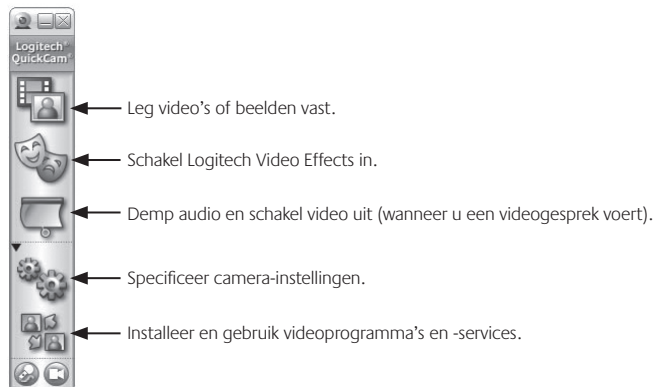 Logitech®
QuickCam®
Leg video's of beelden vast.
Schakel Logitech Video Effects in.
Demp audio en schakel video uit (wanneer u een videogesprek voert).
Specificeer camera-instellingen.
Installeer en gebruik videoprogramma's en -services.